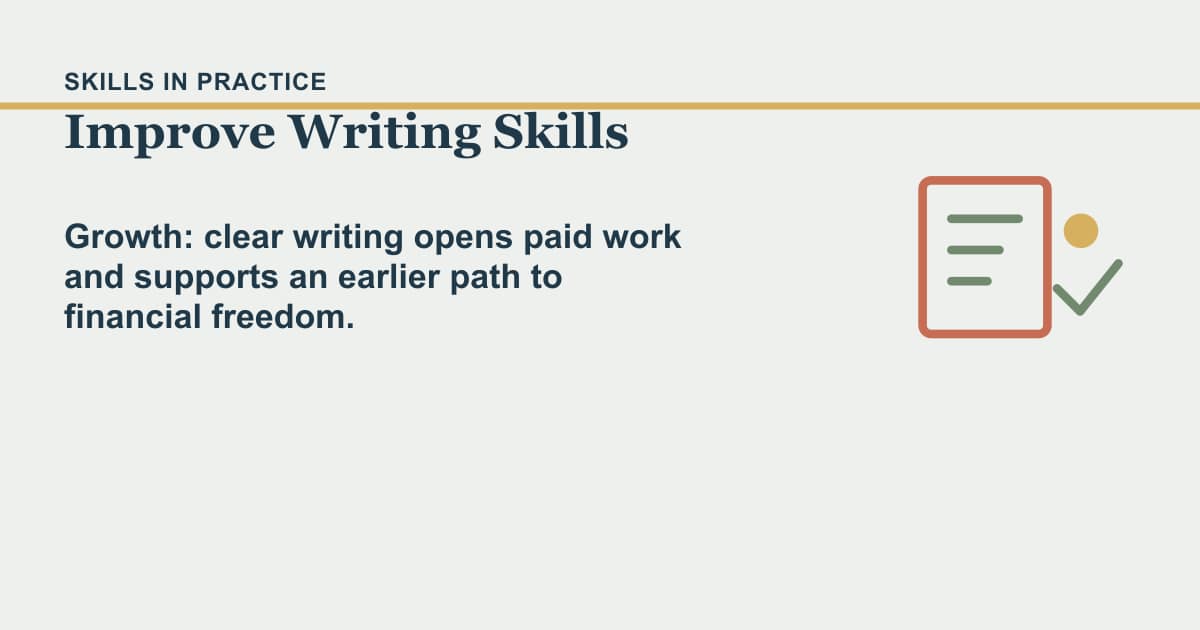 SKILLS IN PRACTICE
Improve Writing Skills
Growth: clear writing opens paid work
and supports an earlier path to
financial freedom.